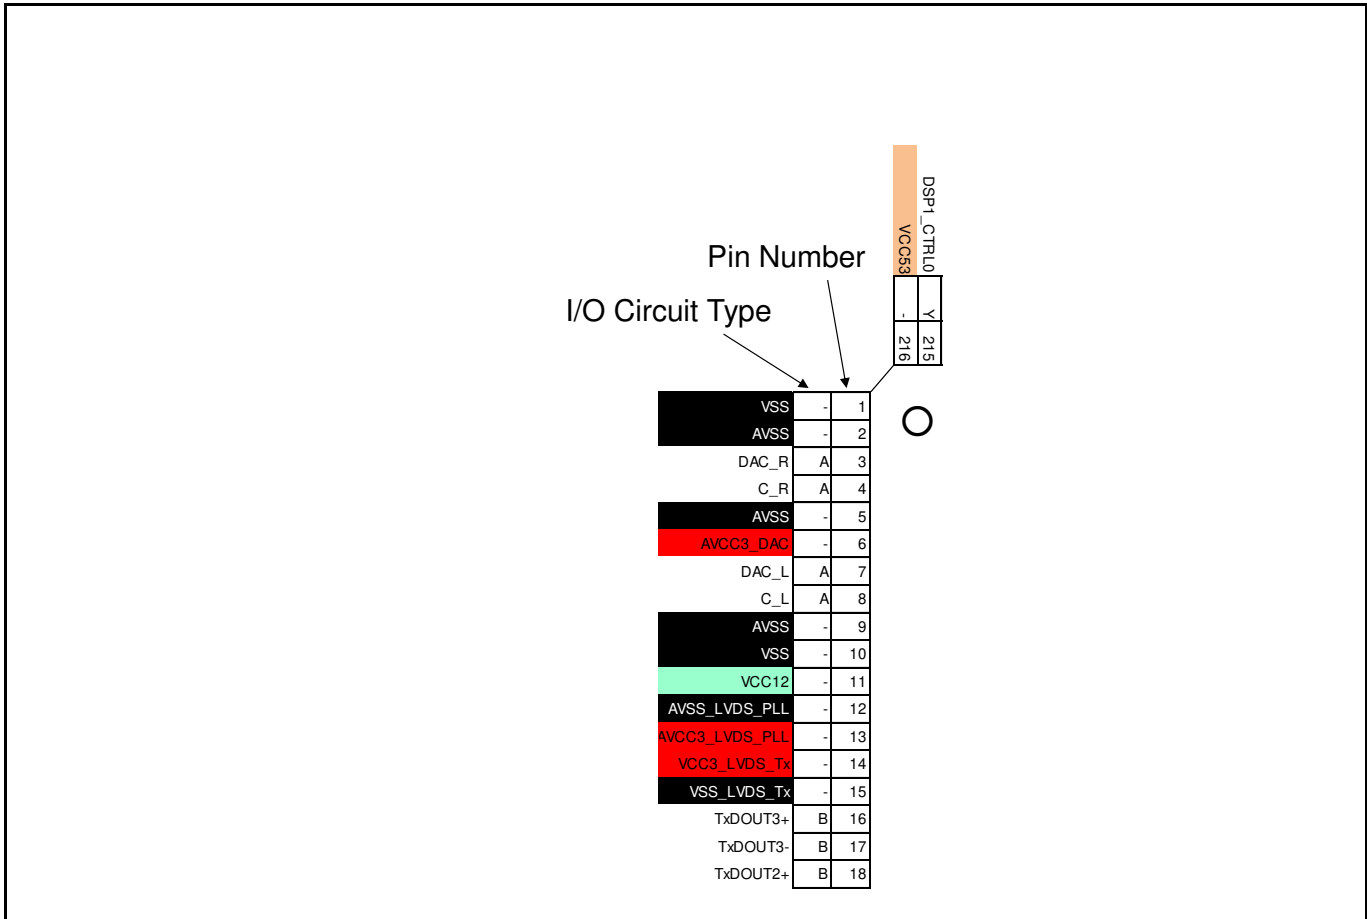 DSP1_CTRL0 Y 215
VCC53 - 216
Pin Number
I/O Circuit Type
VSS - 1
AVSS - 2
DAC_R A 3
C_R A 4
AVSS - 5
AVCC3_DAC - 6
DAC_L A 7
C_L A 8
AVSS - 9
VSS - 10
VCC12 - 11
AVSS_LVDS_PLL - 12
AVCC3_LVDS_PLL - 13
VCC3_LVDS_Tx - 14
VSS_LVDS_Tx - 15
TxDOUT3+ B 16
TxDOUT3- B 17
TxDOUT2+ B 18